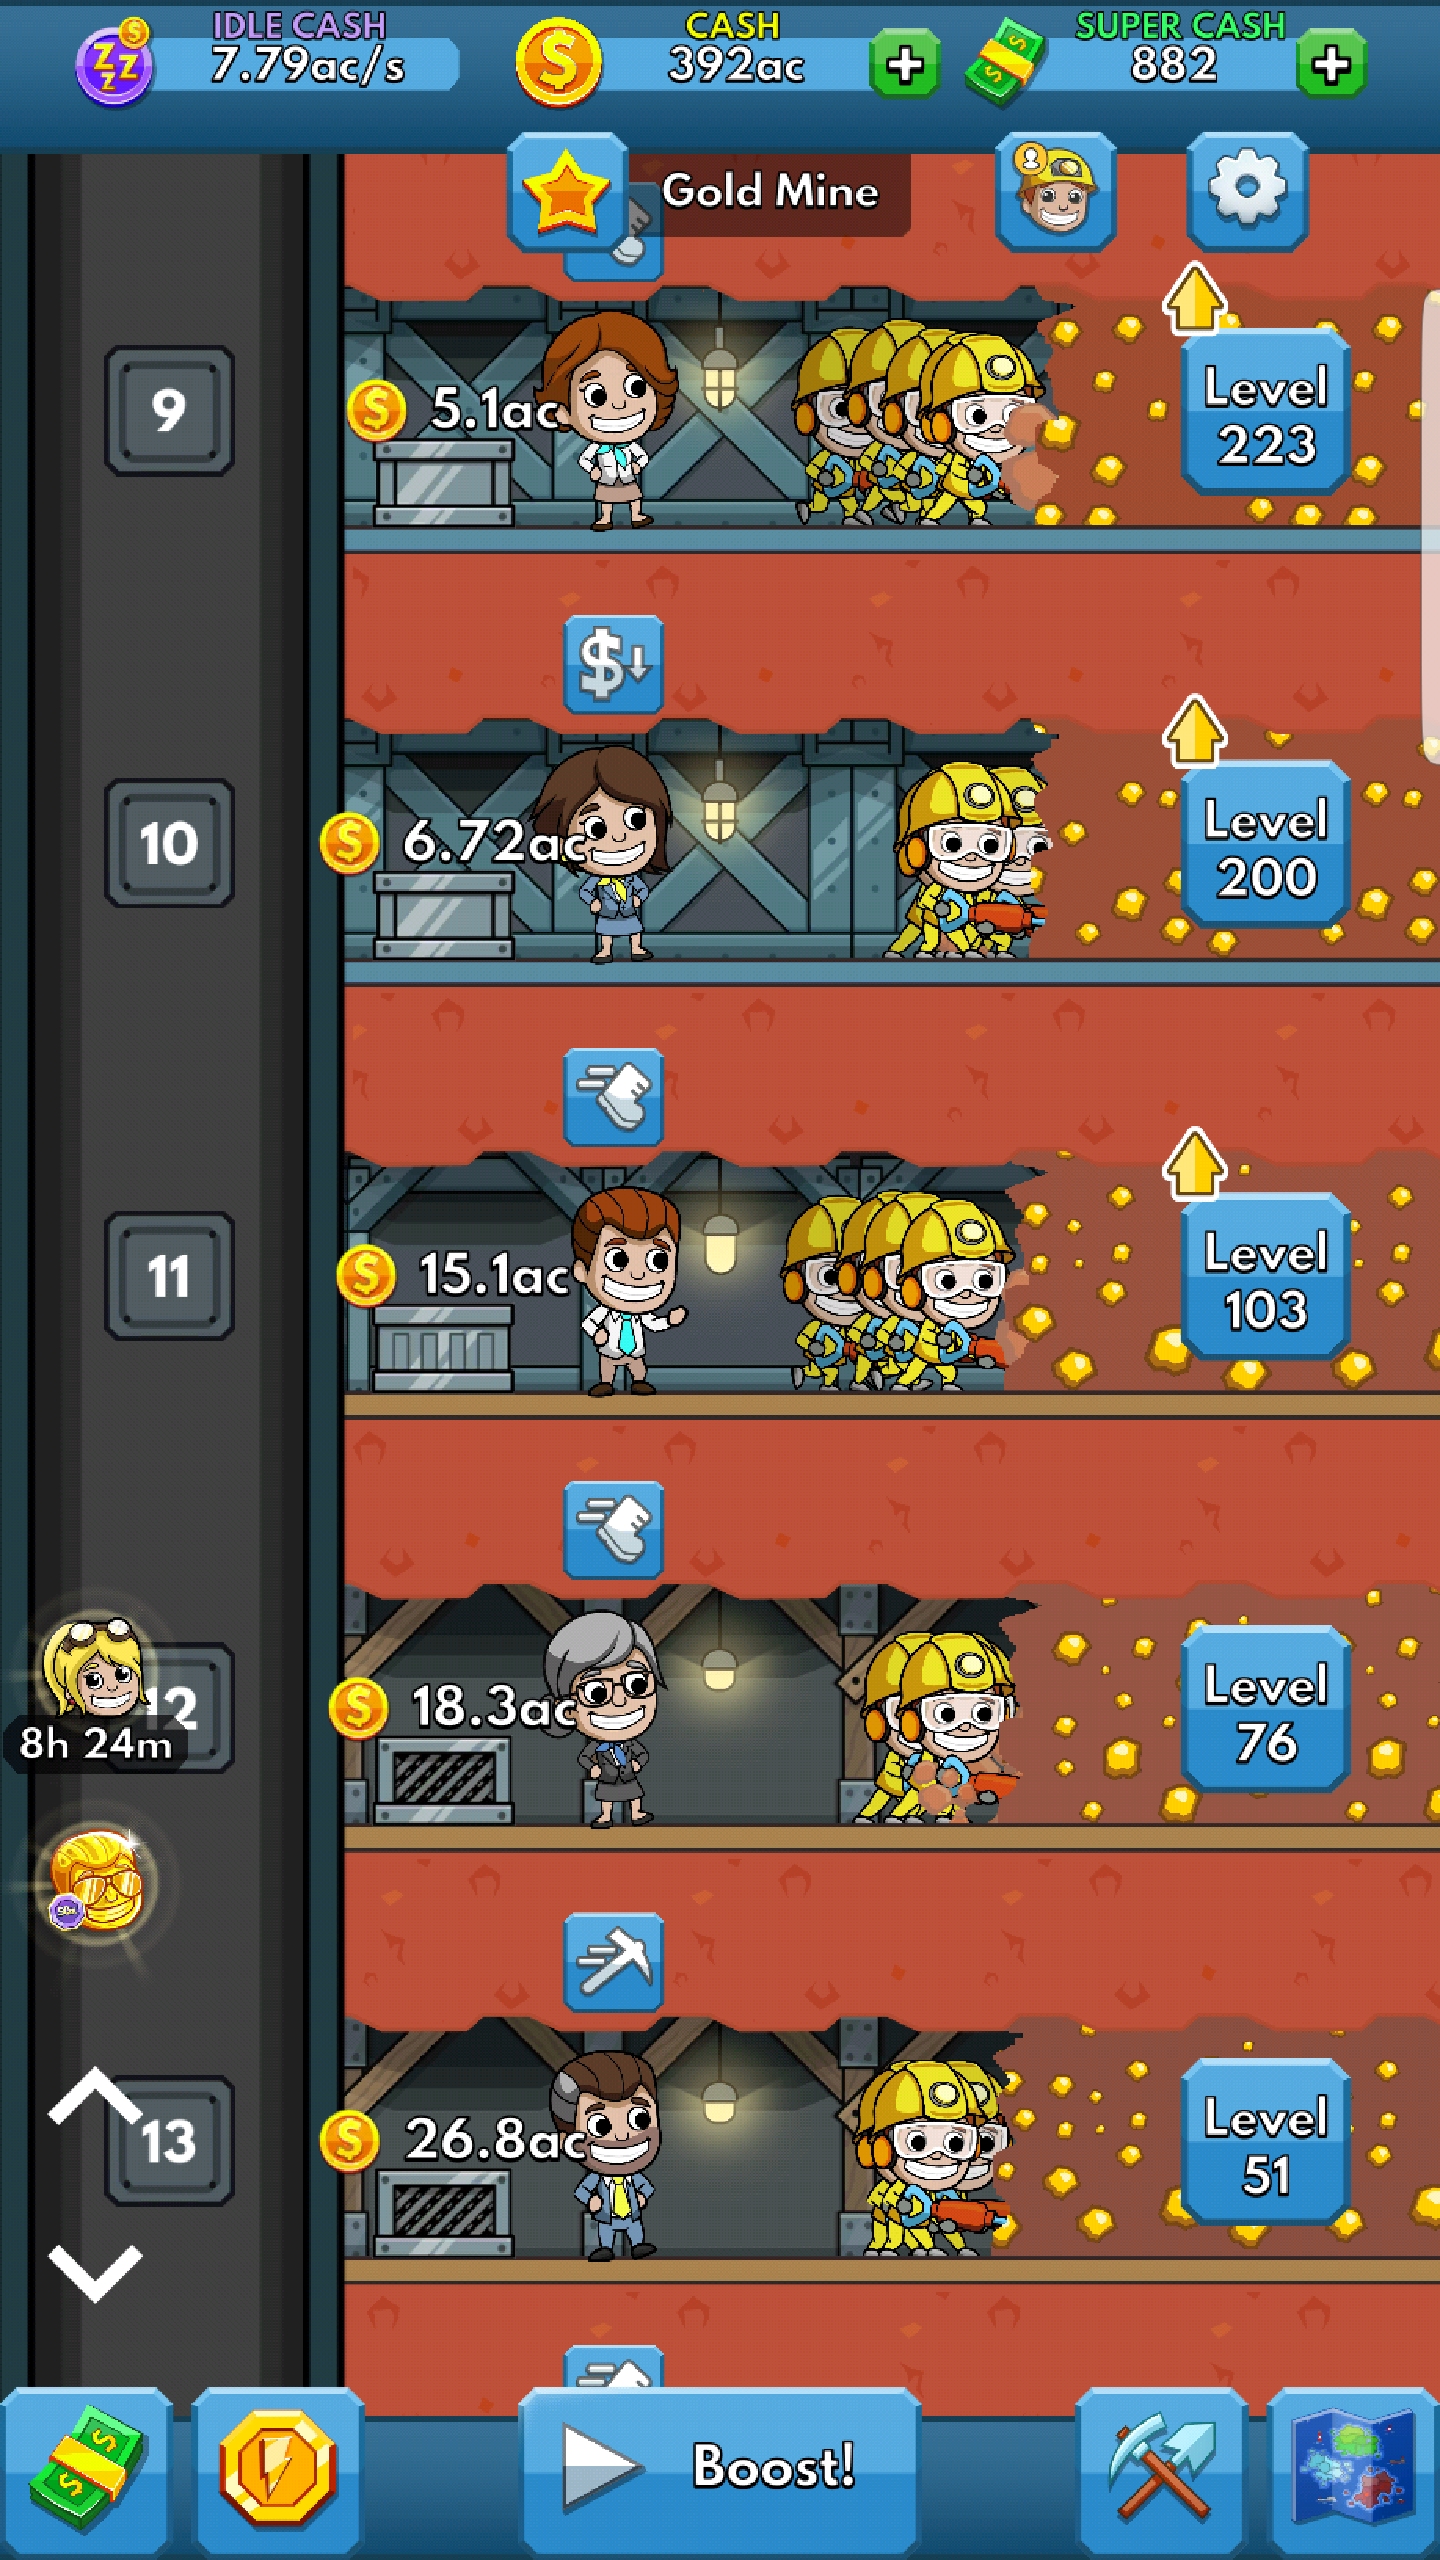 IDLE CASH
7.79ac/s
CASH
392ac
SUPER CASH
882
Gold Mine
9
5.1ac
Level
223
10
6.72ac
Level
200
11
15.1ac
Level
103
12
18.3ac
Level
76
8h 24m
13
26.8ac
Level
51
Boost!